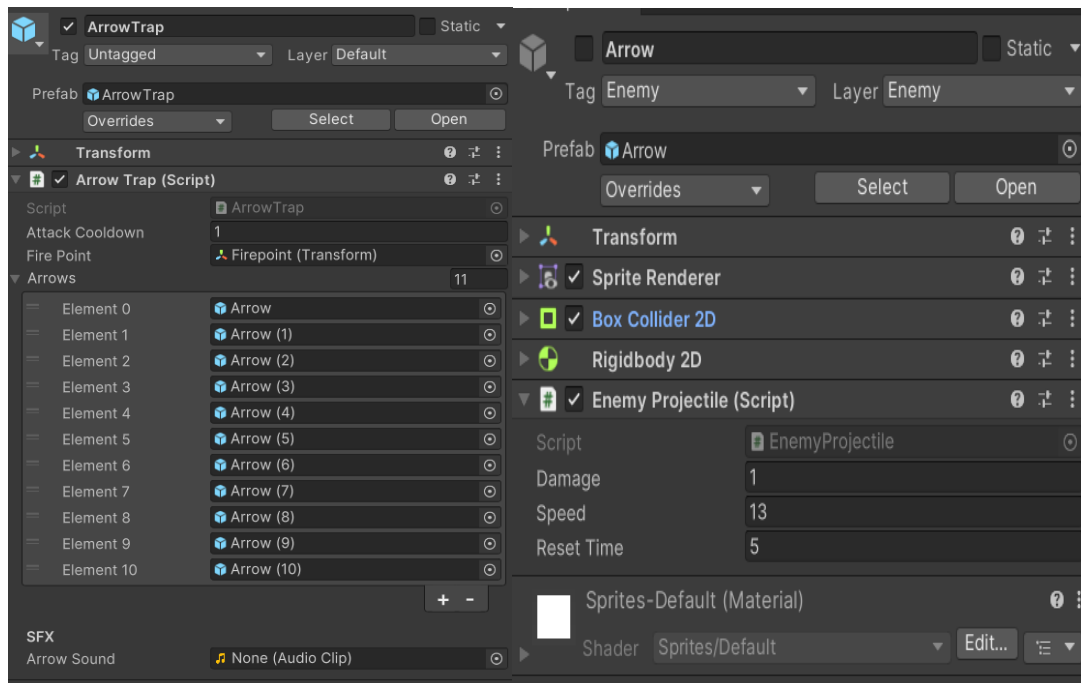 ArrowTrap Static
Tag Untagged Layer Default
Prefab ArrowTrap
Overrides Select Open
Transform
Arrow Trap (Script)
Script ArrowTrap
Attack Cooldown 1
Fire Point Firepoint (Transform)
Arrows 11
Element 0 Arrow
Element 1 Arrow (1)
Element 2 Arrow (2)
Element 3 Arrow (3)
Element 4 Arrow (4)
Element 5 Arrow (5)
Element 6 Arrow (6)
Element 7 Arrow (7)
Element 8 Arrow (8)
Element 9 Arrow (9)
Element 10 Arrow (10)
+ -
SFX
Arrow Sound None (Audio Clip)
Arrow Static
Tag Enemy Layer Enemy
Prefab Arrow
Overrides Select Open
Transform
Sprite Renderer
Box Collider 2D
Rigidbody 2D
Enemy Projectile (Script)
Script EnemyProjectile
Damage 1
Speed 13
Reset Time 5
Sprites-Default (Material)
Shader Sprites/Default Edit...